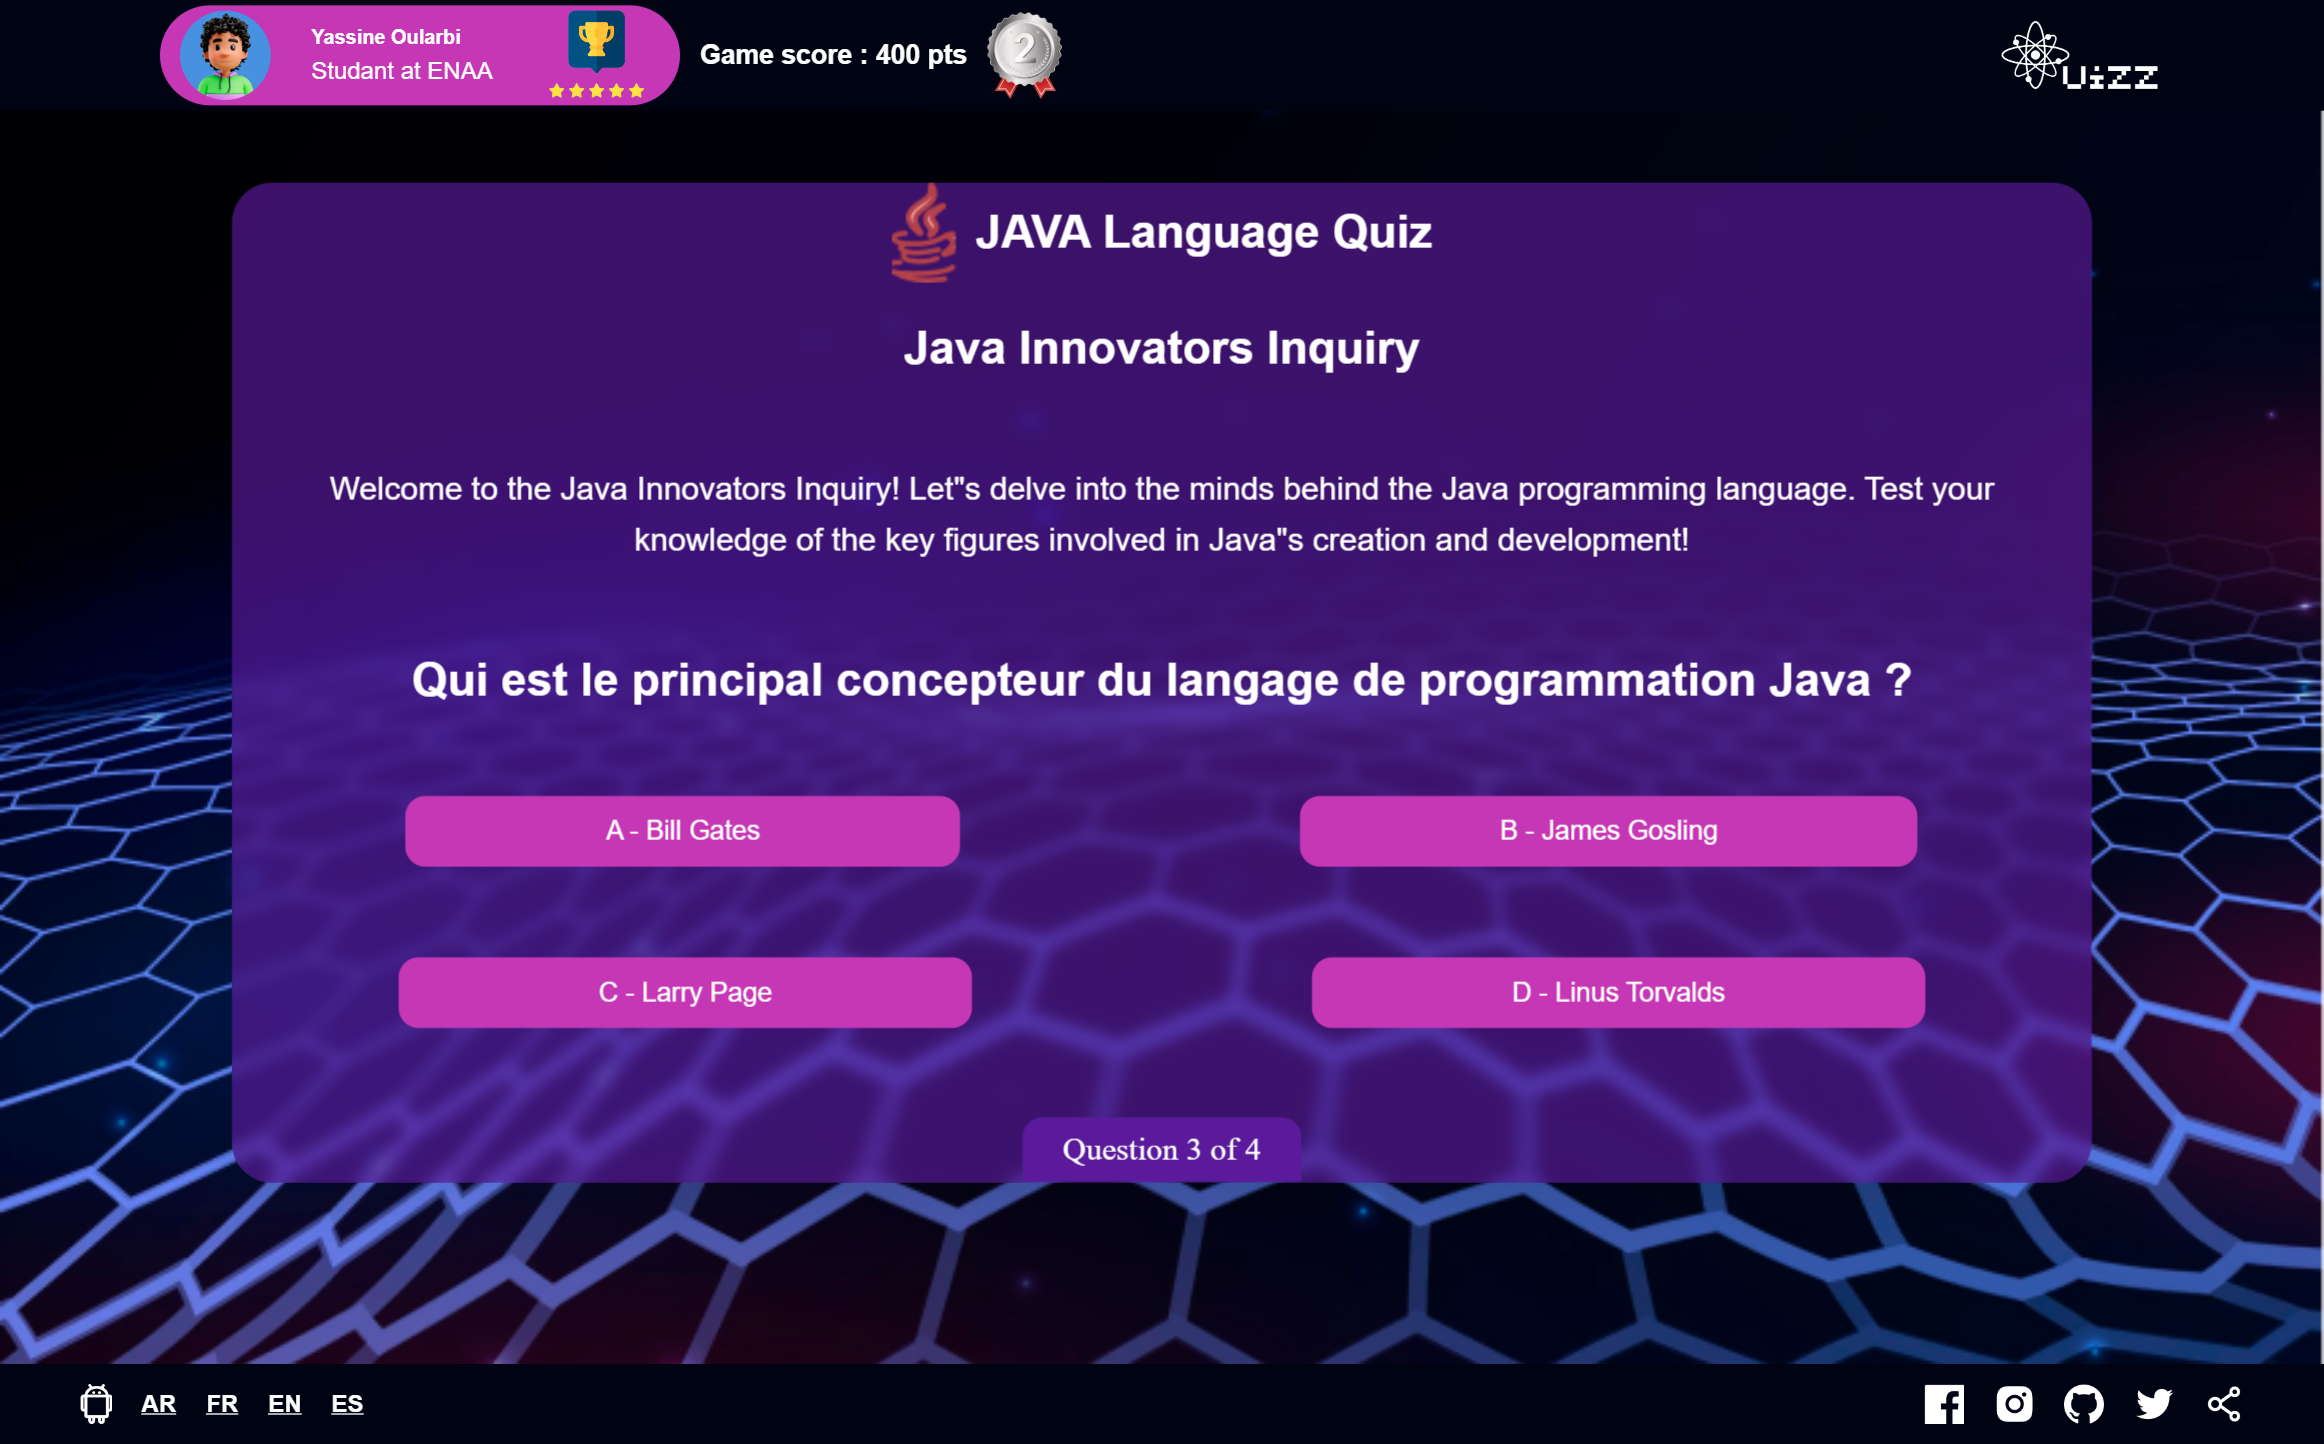 Yassine Oularbi
Studant at ENAA
Game score : 400 pts
2
UiZZ
JAVA Language Quiz
Java Innovators Inquiry
Welcome to the Java Innovators Inquiry! Let"s delve into the minds behind the Java programming language. Test your
knowledge of the key figures involved in Java"s creation and development!
Qui est le principal concepteur du langage de programmation Java ?
A - Bill Gates
B - James Gosling
C - Larry Page
D - Linus Torvalds
Question 3 of 4
AR FR EN ES